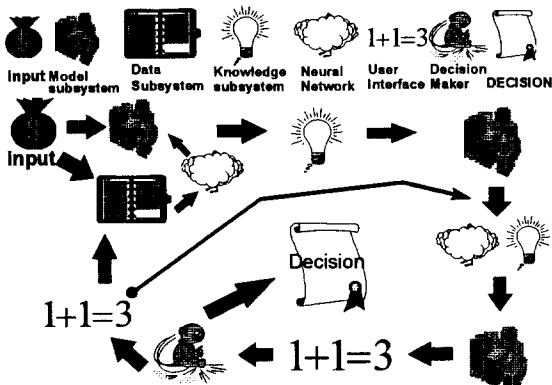 1+1=3
Input Model subsystem
Data Subsystem
Knowledge subsystem
Neural Network
User Interface
Decision Maker
DECISION
input
Decision
1+1=3
1+1=3